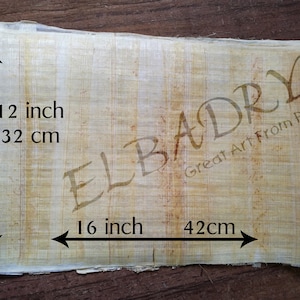 12 inch
32 cm
ELBADRY
Great Art From
16 inch 42cm